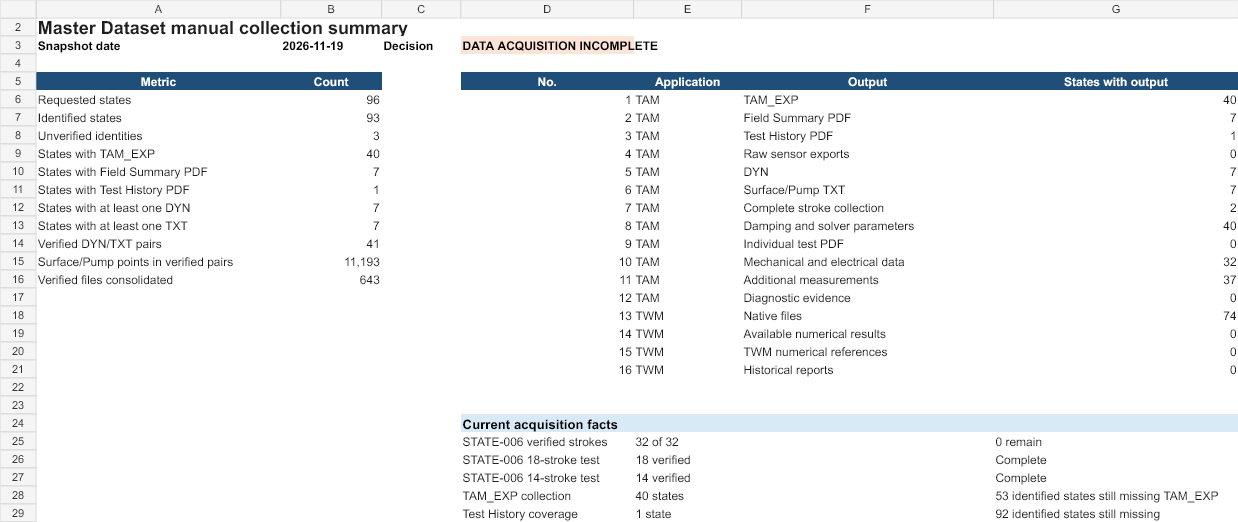 A B C D E F G
2 Master Dataset manual collection summary
3 Snapshot date 2026-11-19 Decision DATA ACQUISITION INCOMPLETE
4
5 Metric Count No. Application Output States with output
6 Requested states 96 1 TAM TAM_EXP 40
7 Identified states 93 2 TAM Field Summary PDF 7
8 Unverified identities 3 3 TAM Test History PDF 1
9 States with TAM_EXP 40 4 TAM Raw sensor exports 0
10 States with Field Summary PDF 7 5 TAM DYN 7
11 States with Test History PDF 1 6 TAM Surface/Pump TXT 7
12 States with at least one DYN 7 7 TAM Complete stroke collection 2
13 States with at least one TXT 7 8 TAM Damping and solver parameters 40
14 Verified DYN/TXT pairs 41 9 TAM Individual test PDF 0
15 Surface/Pump points in verified pairs 11,193 10 TAM Mechanical and electrical data 32
16 Verified files consolidated 643 11 TAM Additional measurements 37
17 12 TAM Diagnostic evidence 0
18 13 TWM Native files 74
19 14 TWM Available numerical results 0
20 15 TWM TWM numerical references 0
21 16 TWM Historical reports 0
22
23
24 Current acquisition facts
25 STATE-006 verified strokes 32 of 32 0 remain
26 STATE-006 18-stroke test 18 verified Complete
27 STATE-006 14-stroke test 14 verified Complete
28 TAM_EXP collection 40 states 53 identified states still missing TAM_EXP
29 Test History coverage 1 state 92 identified states still missing